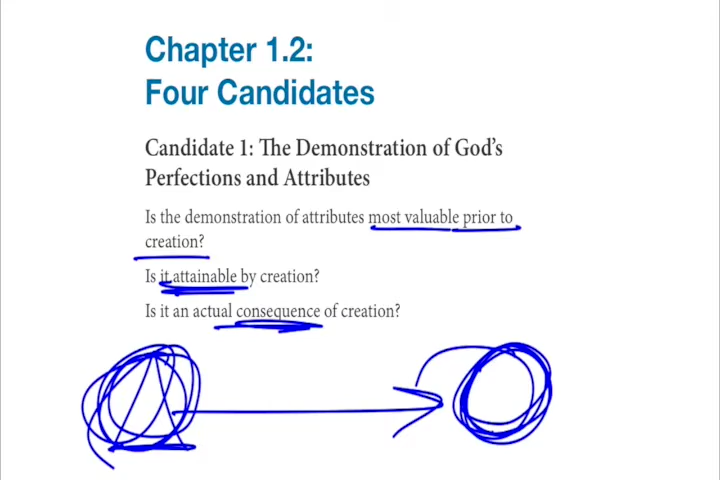 Chapter 1.2:
Four Candidates
Candidate 1: The Demonstration of God's
Perfections and Attributes
Is the demonstration of attributes most valuable prior to
creation?
Is it attainable by creation?
Is it an actual consequence of creation?